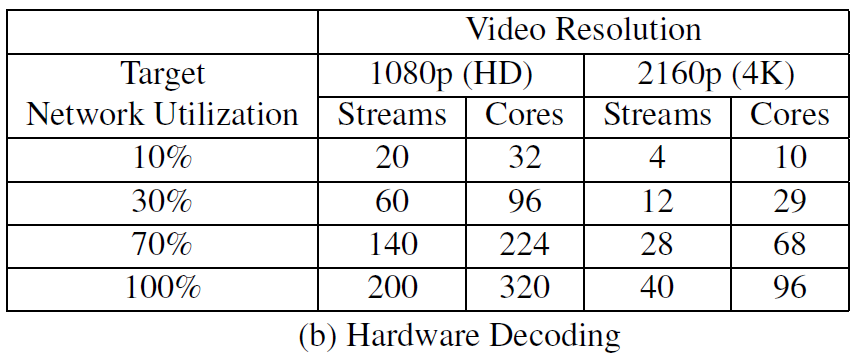 Video Resolution
Target 1080p (HD) 2160p (4K)
Network Utilization Streams Cores Streams Cores
10% 20 32 4 10
30% 60 96 12 29
70% 140 224 28 68
100% 200 320 40 96
(b) Hardware Decoding